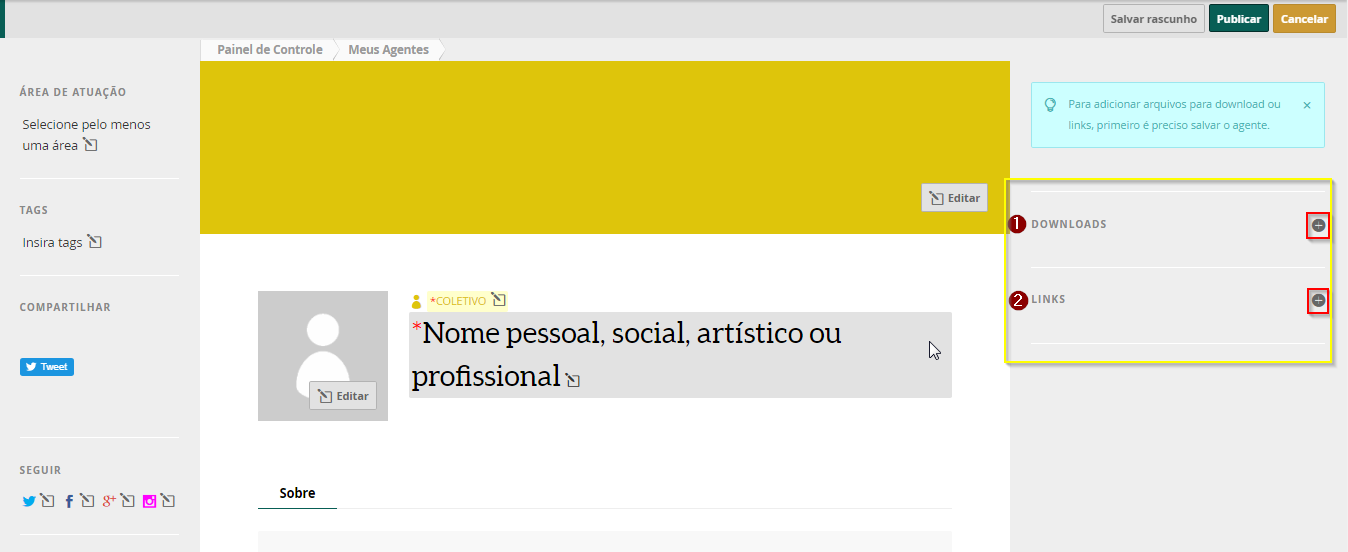 Salvar rascunho
Publicar
Cancelar
Painel de Controle
Meus Agentes
ÁREA DE ATUAÇÃO
Selecione pelo menos
uma área
TAGS
Insira tags
COMPARTILHAR
Tweet
SEGUIR
g+
Editar
*COLETIVO
*Nome pessoal, social, artístico ou
profissional
Editar
Sobre
Para adicionar arquivos para download ou
links, primeiro é preciso salvar o agente.
×
1 DOWNLOADS
2 LINKS